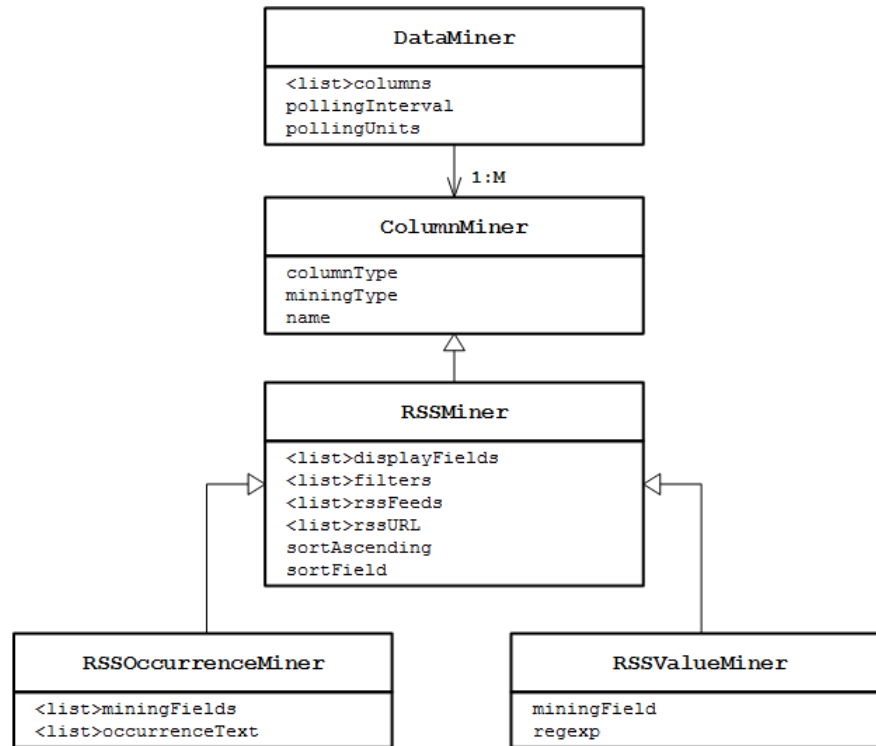 DataMiner
<list>columns
pollingInterval
pollingUnits
1:M
ColumnMiner
columnType
miningType
name
RSSMiner
<list>displayFields
<list>filters
<list>rssFeeds
<list>rssURL
sortAscending
sortField
RSSOccurrenceMiner
<list>miningFields
<list>occurrenceText
RSSValueMiner
miningField
regexp